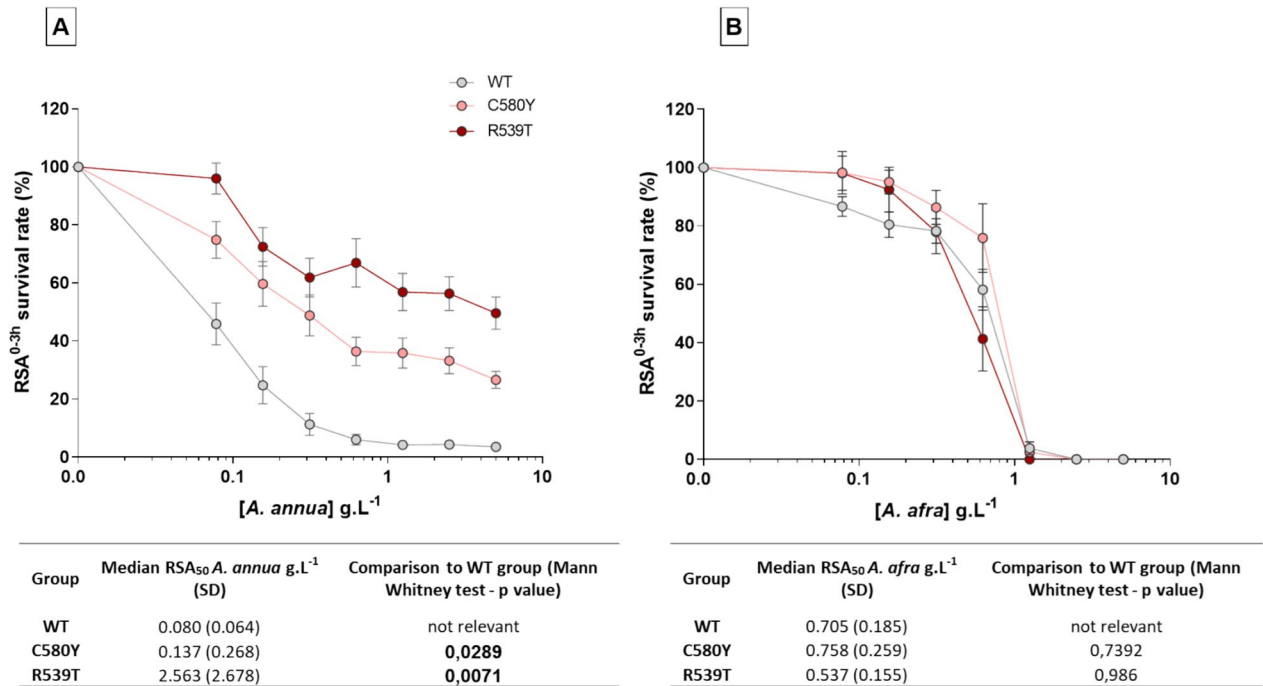 A
WT
C580Y
R539T
120
100
80
60
40
20
0
RSA0-3h survival rate (%)
0.0
0.1
1
10
[A. annua] g.L-1
Group
Median RSA50 A. annua g.L-1
(SD)
Comparison to WT group (Mann
Whitney test - p value)
WT 0.080 (0.064) not relevant
C580Y 0.137 (0.268) 0,0289
R539T 2.563 (2.678) 0,0071
B
120
100
80
60
40
20
0
RSA0-3h survival rate (%)
0.0
0.1
1
10
[A. afra] g.L-1
Group
Median RSA50 A. afra g.L-1
(SD)
Comparison to WT group (Mann
Whitney test - p value)
WT 0.705 (0.185) not relevant
C580Y 0.758 (0.259) 0,7392
R539T 0.537 (0.155) 0,986